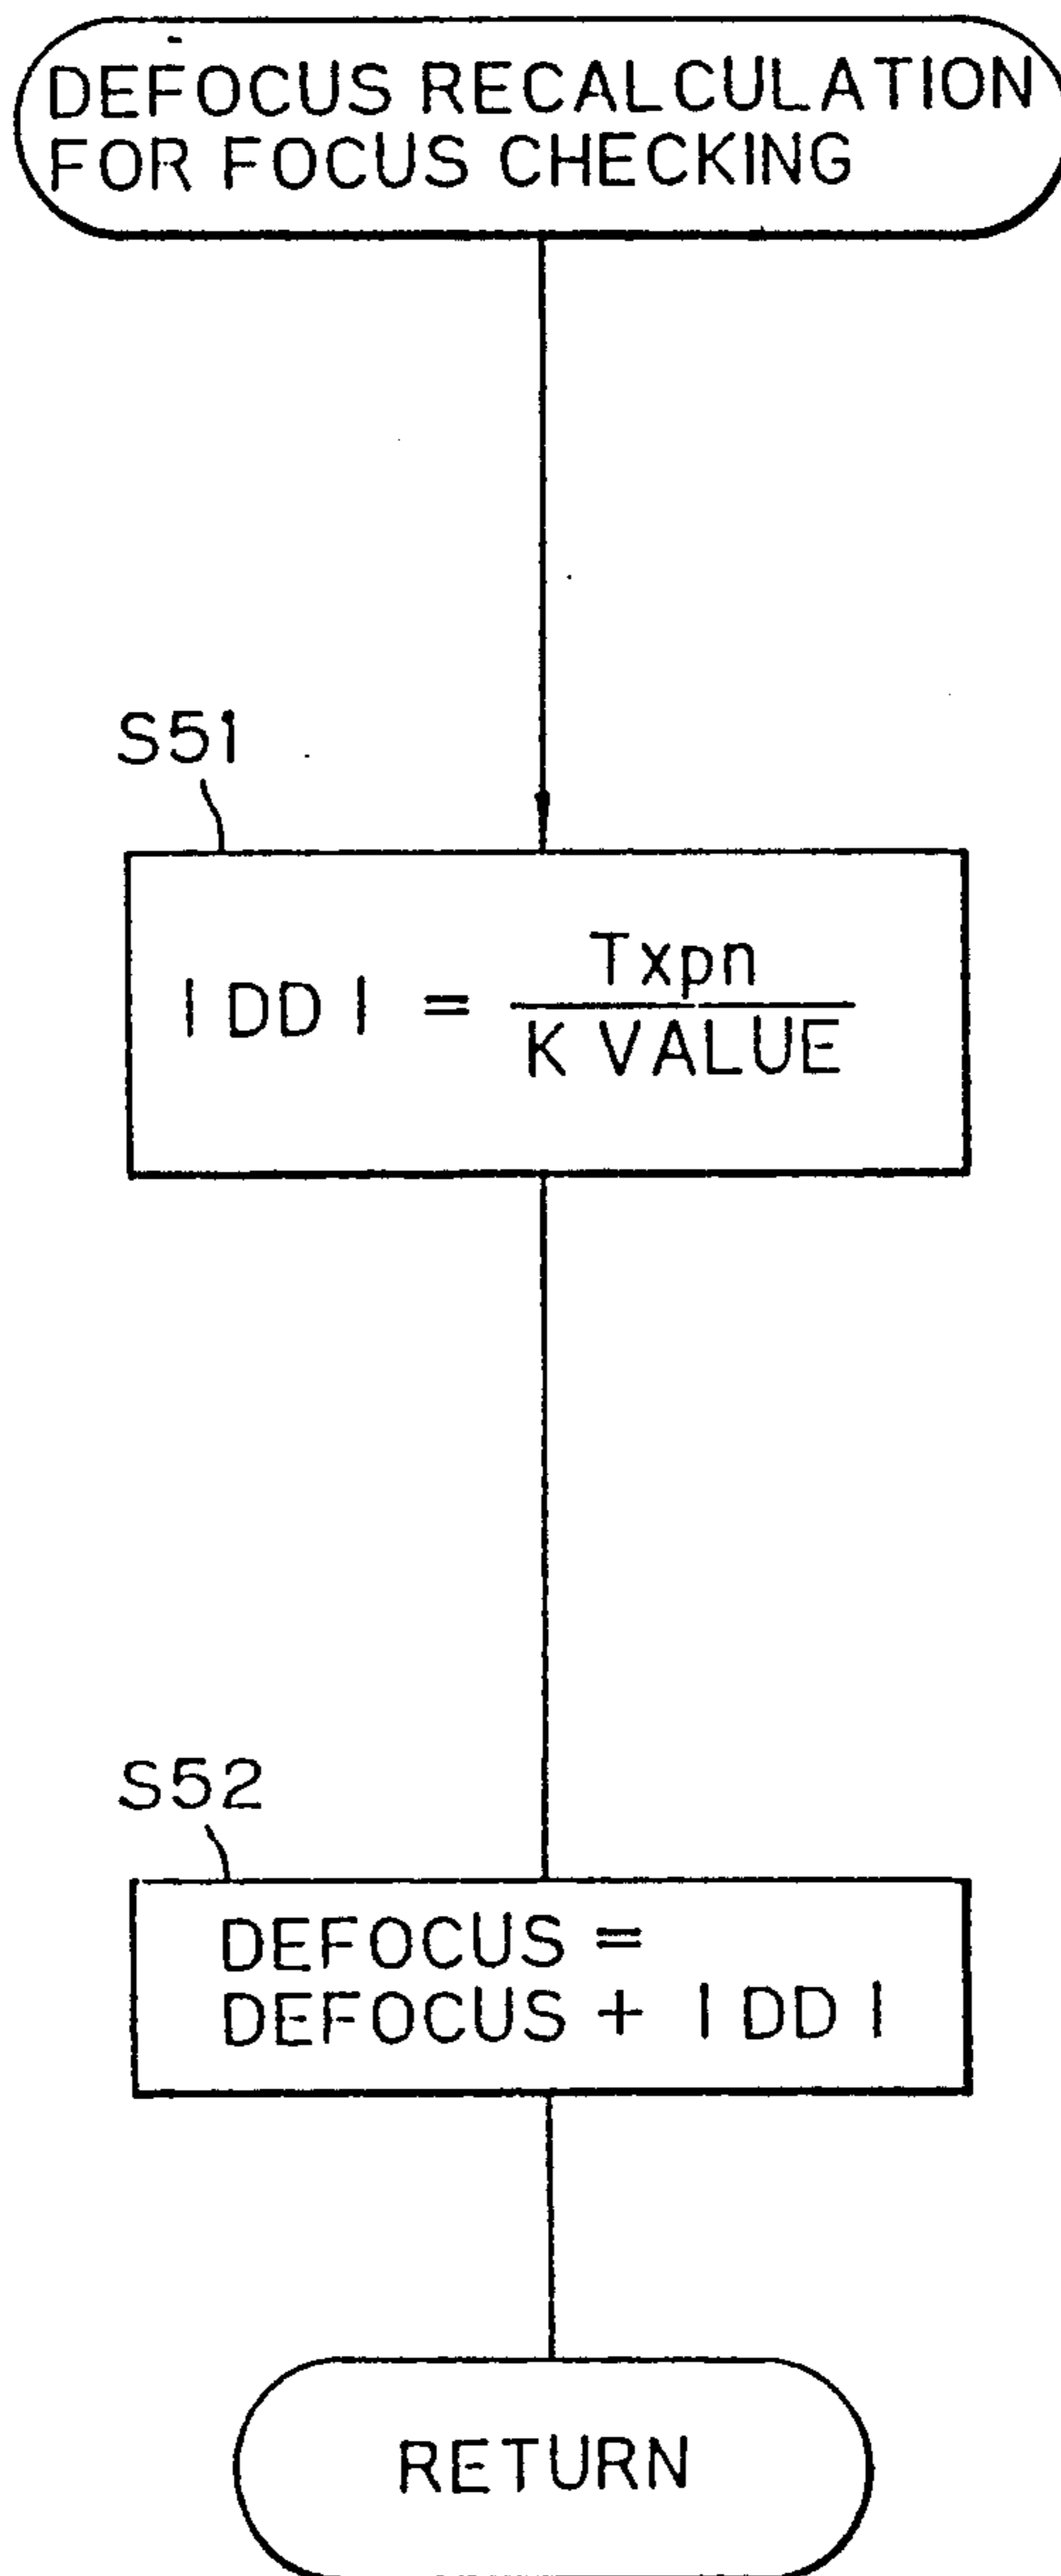 DEFOCUS RECALCULATION
FOR FOCUS CHECKING
S51
| DD | = Txpn / K VALUE
S52
DEFOCUS =
DEFOCUS + | DD |
RETURN